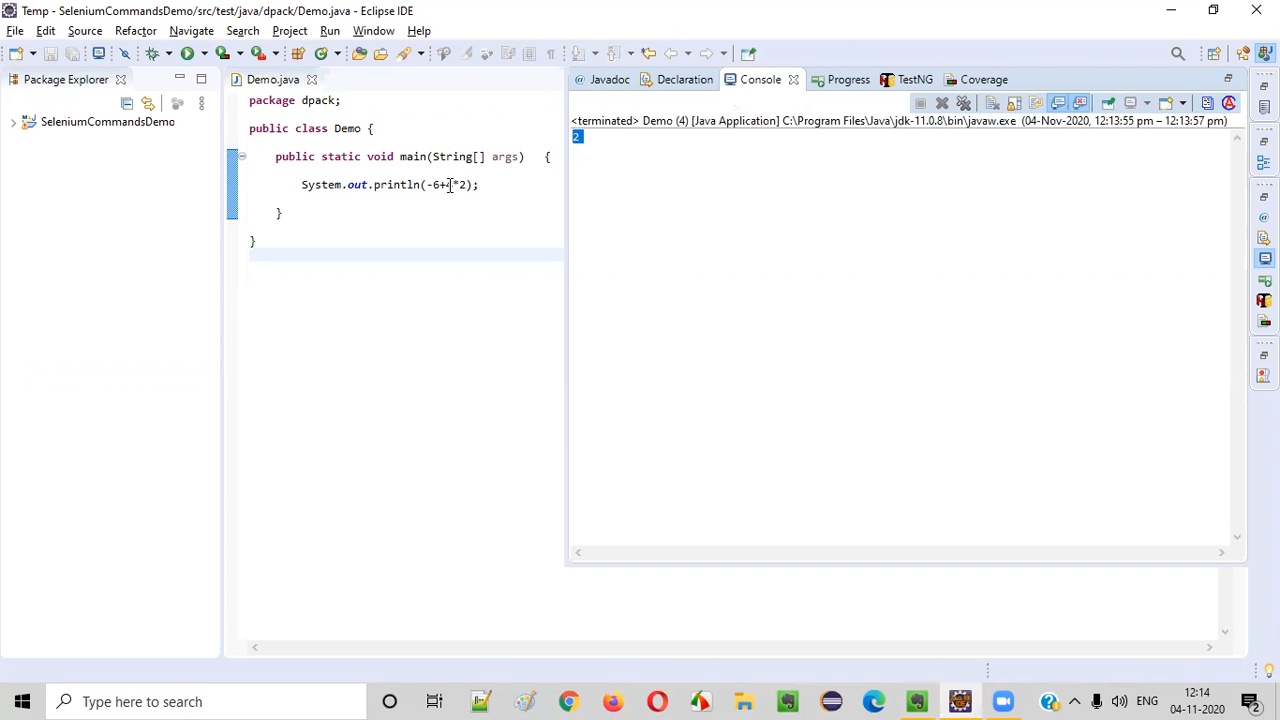 Temp - SeleniumCommandsDemo/src/test/java/dpack/Demo.java - Eclipse IDE
File Edit Source Refactor Navigate Search Project Run Window Help
Package Explorer
Demo.java
@ Javadoc Declaration Console Progress TestNG Coverage
<terminated> Demo (4) [Java Application] C:\Program Files\Java\jdk-11.0.8\bin\javaw.exe (04-Nov-2020, 12:13:55 pm – 12:13:57 pm)
2
SeleniumCommandsDemo
package dpack;
public class Demo {
public static void main(String[] args) {
System.out.println(-6+4*2);
}
}
Type here to search
ENG
12:14
04-11-2020
2